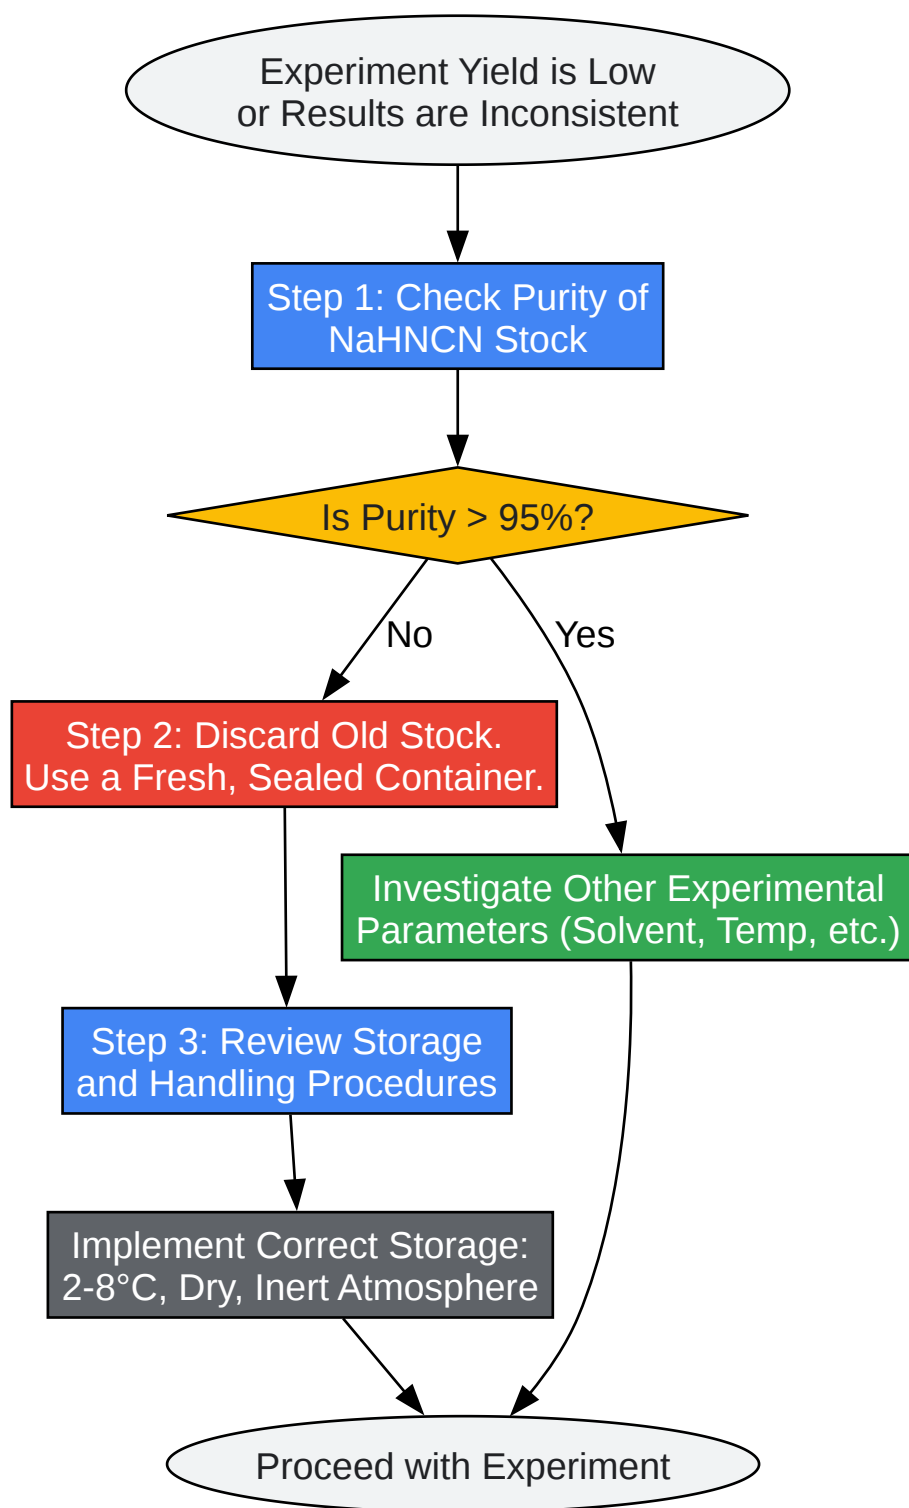 Experiment Yield is Low
or Results are Inconsistent
Step 1: Check Purity of
NaHNCN Stock
Is Purity > 95%?
No
Yes
Step 2: Discard Old Stock.
Use a Fresh, Sealed Container.
Investigate Other Experimental
Parameters (Solvent, Temp, etc.)
Step 3: Review Storage
and Handling Procedures
Implement Correct Storage:
2-8°C, Dry, Inert Atmosphere
Proceed with Experiment